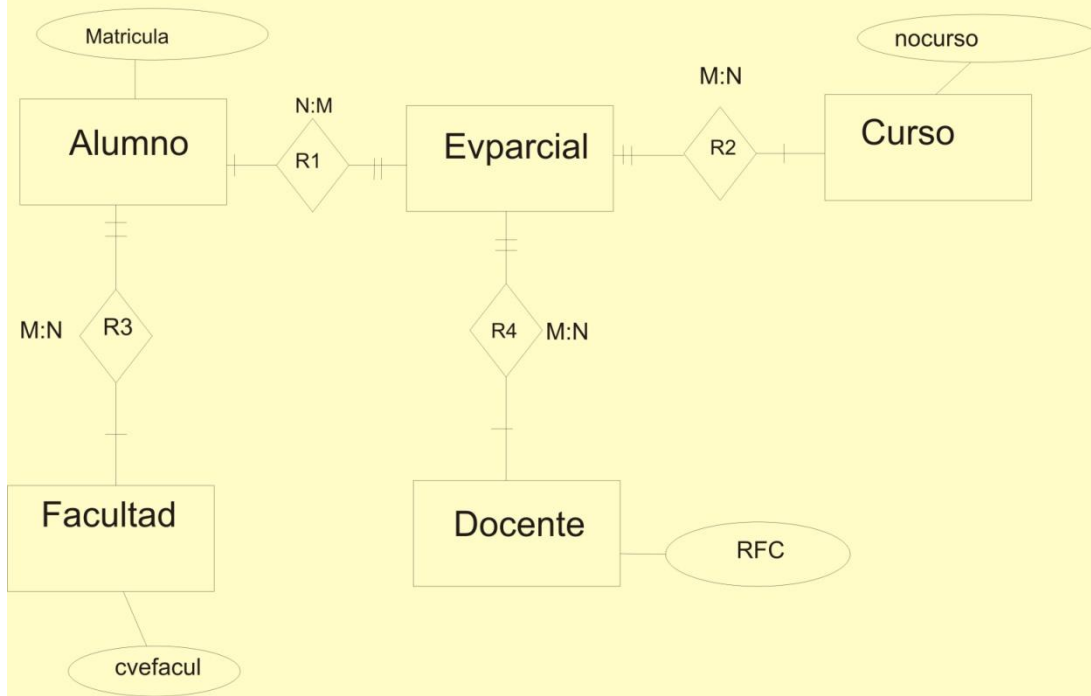 Matricula
nocurso
M:N
N:M
Alumno
Evparcial
Curso
R1
R2
M:N
R3
R4
M:N
Facultad
Docente
RFC
cvefacul